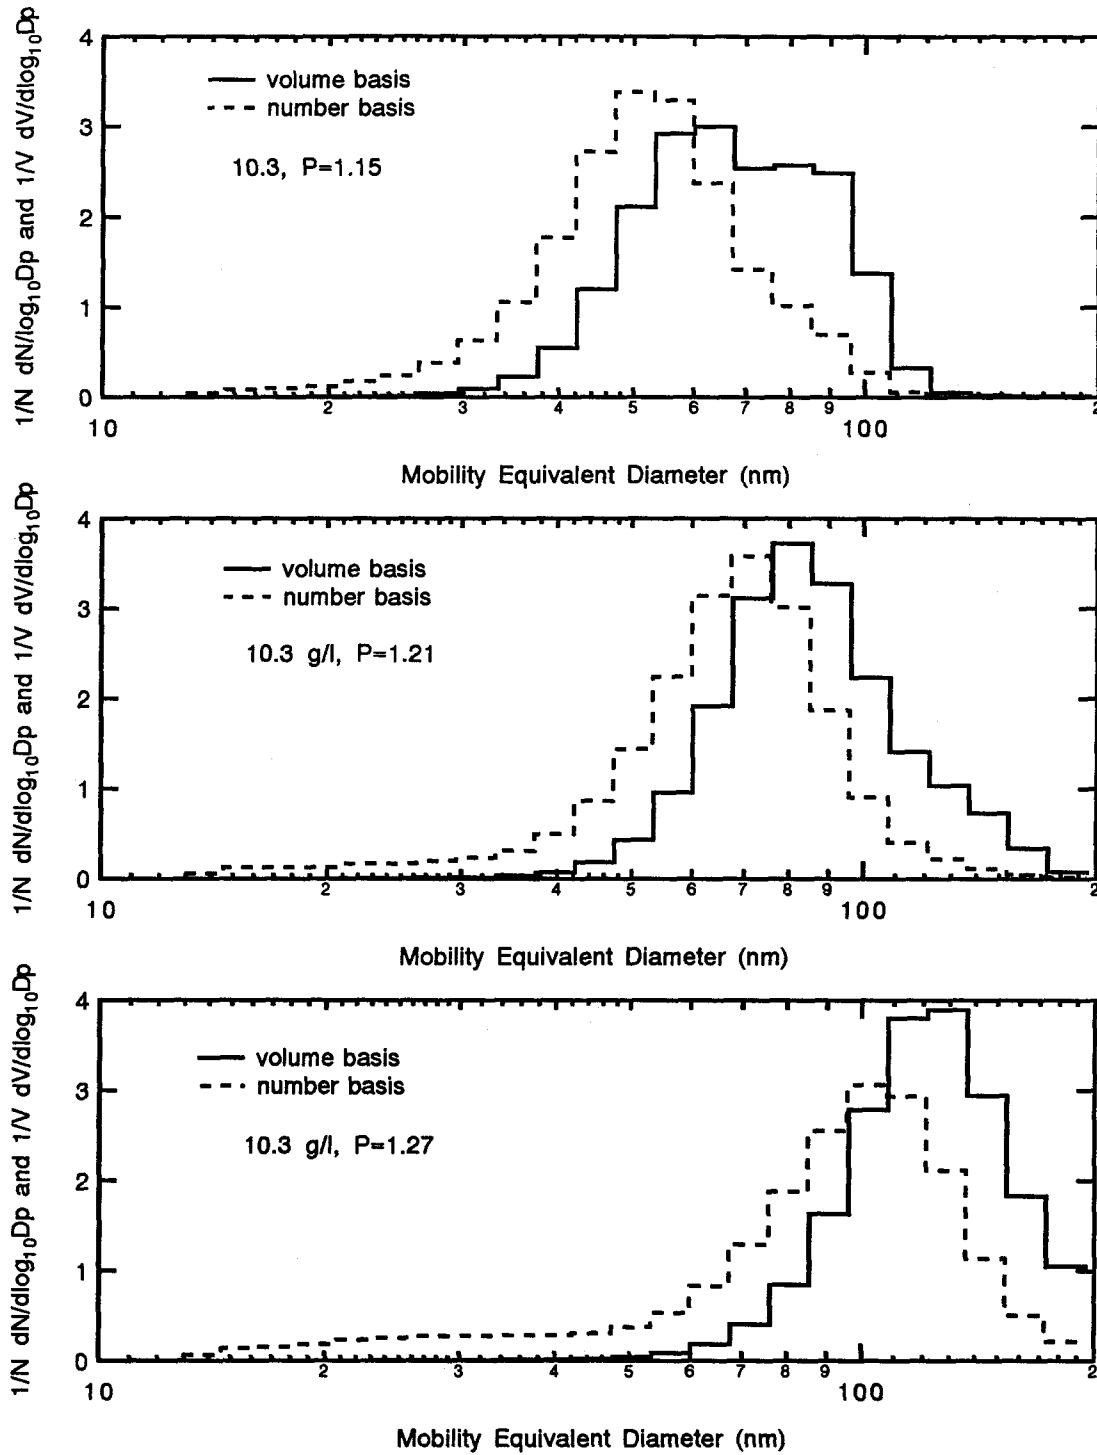 1/N dN/log10Dp and 1/V dV/dlog10Dp
4
3
2
1
0
volume basis
number basis
10.3, P=1.15
2 3 4 5 6 7 8 9 2
10 100
Mobility Equivalent Diameter (nm)
1/N dN/dlog10Dp and 1/V dV/dlog10Dp
4
3
2
1
0
volume basis
number basis
10.3 g/l, P=1.21
2 3 4 5 6 7 8 9 2
10 100
Mobility Equivalent Diameter (nm)
1/N dN/dlog10Dp and 1/V dV/dlog10Dp
4
3
2
1
0
volume basis
number basis
10.3 g/l, P=1.27
2 3 4 5 6 7 8 9 2
10 100
Mobility Equivalent Diameter (nm)